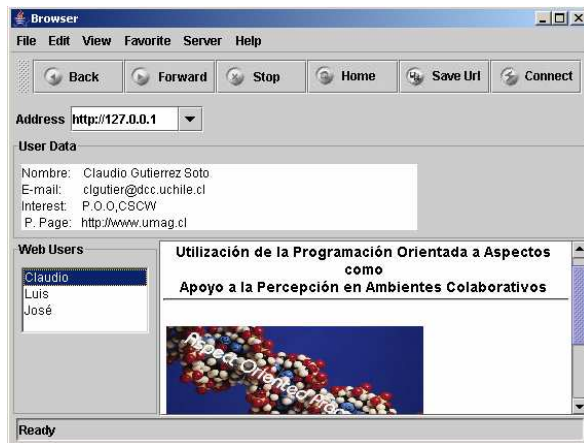 Browser
File Edit View Favorite Server Help
Back Forward Stop Home Save Url Connect
Address http://127.0.0.1
User Data
Nombre: Claudio Gutierrez Soto
E-mail: clgutier@dcc.uchile.cl
Interest: P.O.O,CSCW
P. Page: http://www.umag.cl
Web Users
Claudio
Luis
José
Utilización de la Programación Orientada a Aspectos
como
Apoyo a la Percepción en Ambientes Colaborativos
Aspect Oriented
Ready